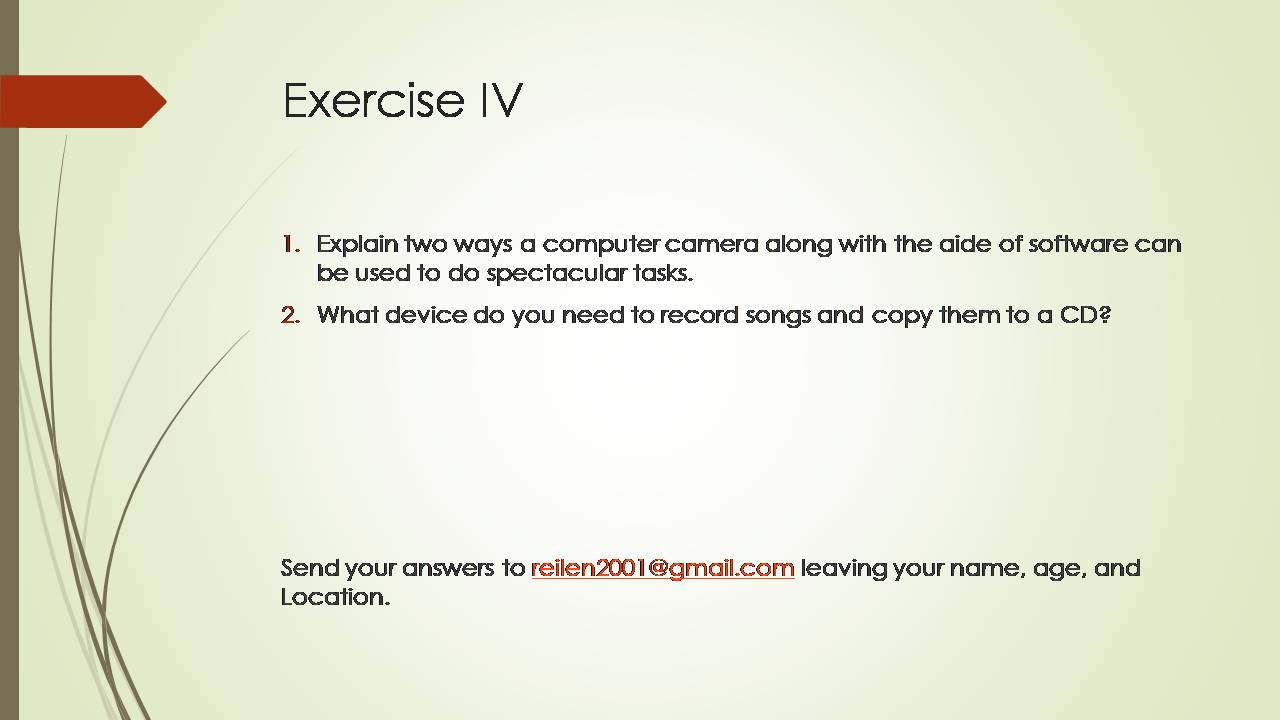 Exercise IV
1. Explain two ways a computer camera along with the aide of software can
be used to do spectacular tasks.
2. What device do you need to record songs and copy them to a CD?
Send your answers to reilen2001@gmail.com leaving your name, age, and
Location.